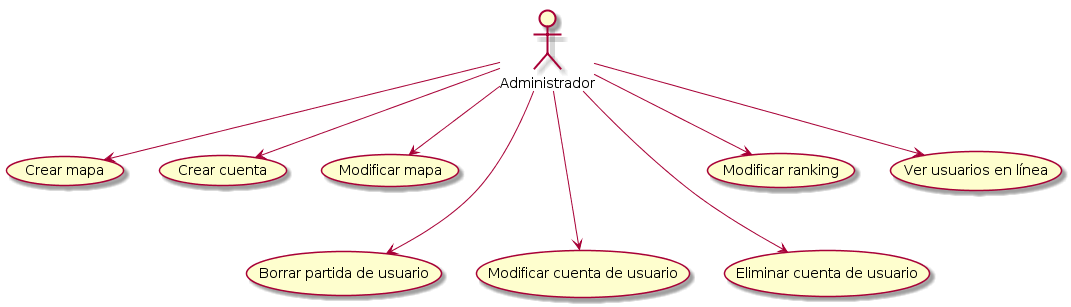 Administrador
Crear mapa
Crear cuenta
Modificar mapa
Modificar ranking
Ver usuarios en línea
Borrar partida de usuario
Modificar cuenta de usuario
Eliminar cuenta de usuario